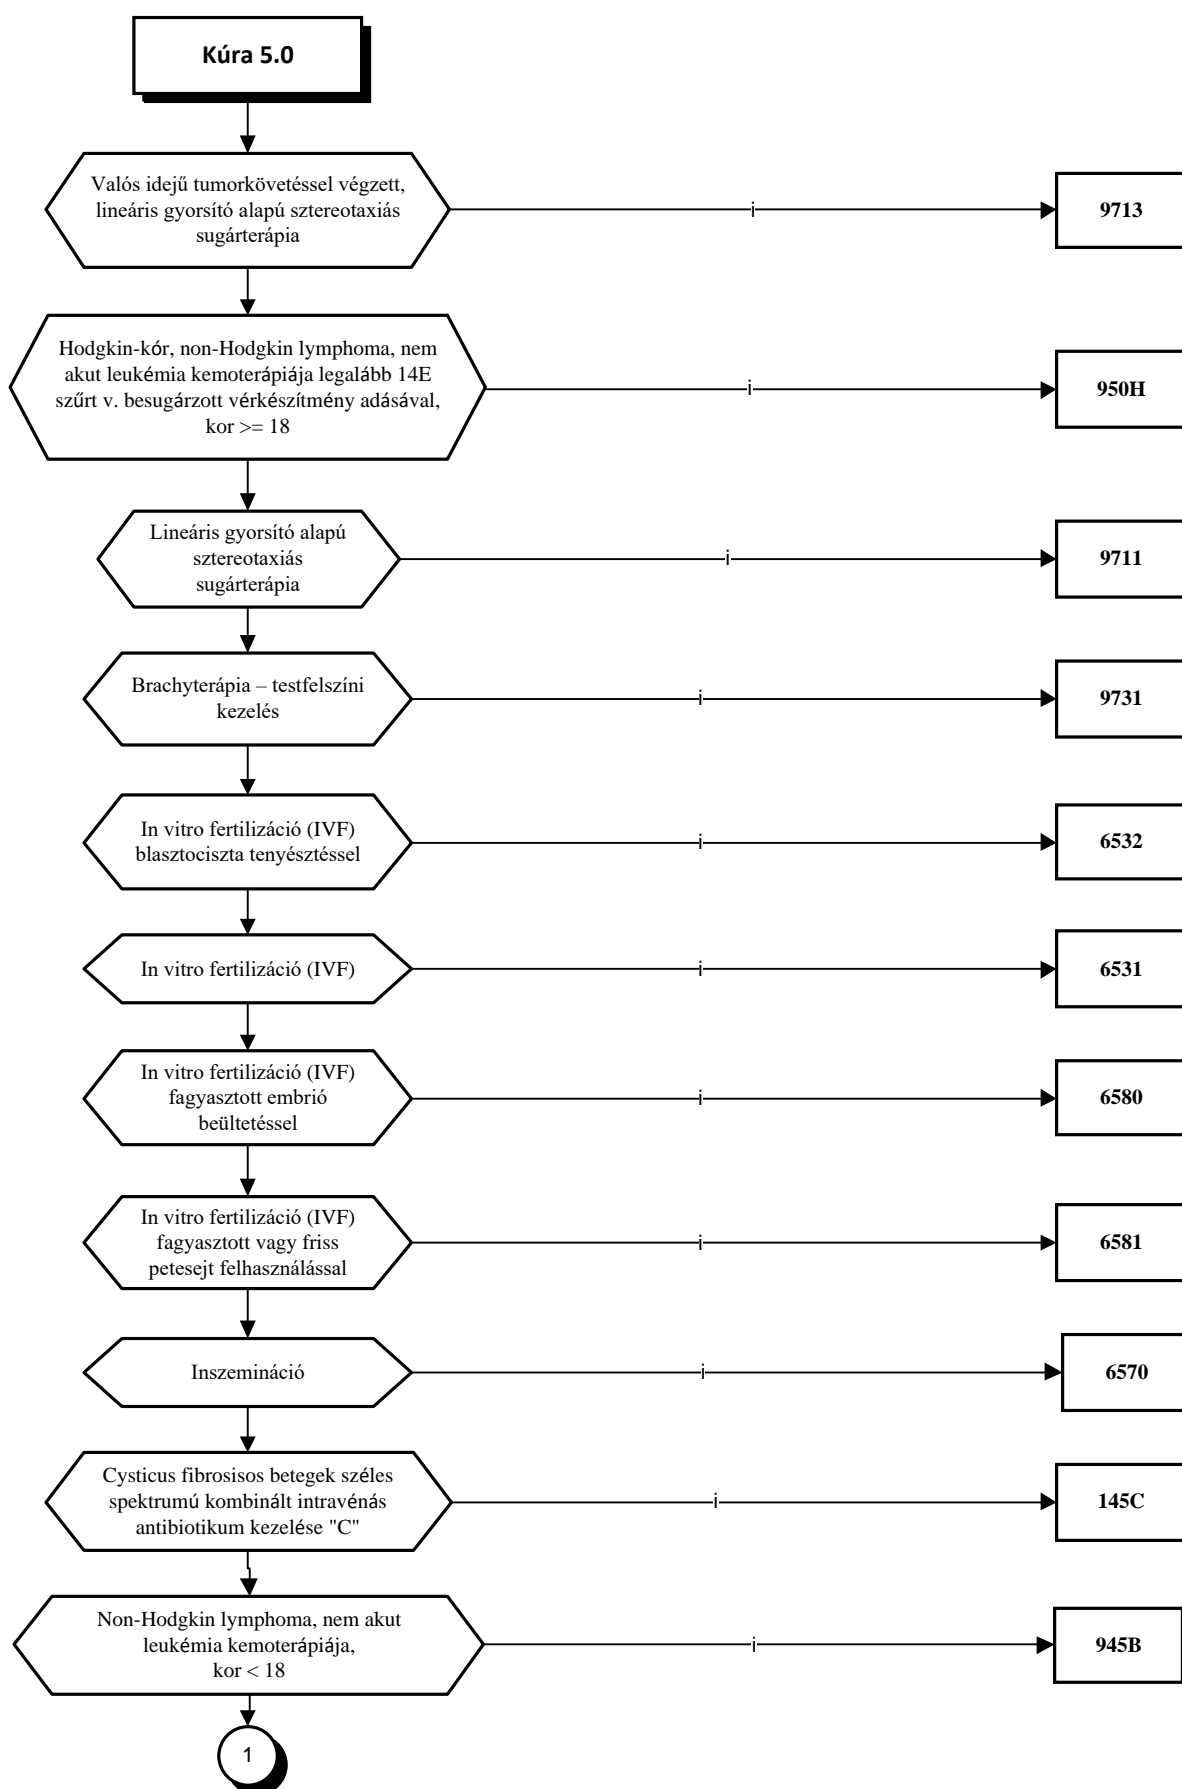 Kúra 5.0
Valós idejű tumorkövetéssel végzett,
lineáris gyorsító alapú sztereotaxiás
sugárterápia
i
9713
Hodgkin-kór, non-Hodgkin lymphoma, nem
akut leukémia kemoterápiája legalább 14E
szűrt v. besugárzott vérkészítmény adásával,
kor >= 18
i
950H
Lineáris gyorsító alapú
sztereotaxiás
sugárterápia
i
9711
Brachyterápia – testfelszíni
kezelés
i
9731
In vitro fertilizáció (IVF)
blasztociszta tenyésztéssel
i
6532
In vitro fertilizáció (IVF)
i
6531
In vitro fertilizáció (IVF)
fagyasztott embrió
beültetéssel
i
6580
In vitro fertilizáció (IVF)
fagyasztott vagy friss
petesejt felhasználással
i
6581
Inszemináció
i
6570
Cysticus fibrosisos betegek széles
spektrumú kombinált intravénás
antibiotikum kezelése "C"
i
145C
Non-Hodgkin lymphoma, nem akut
leukémia kemoterápiája,
kor < 18
i
945B
1